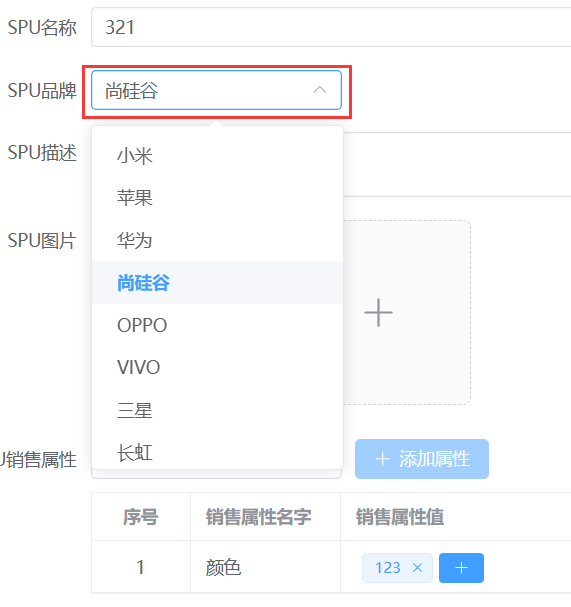 SPU名称 321
SPU品牌 尚硅谷
SPU描述
小米
苹果
SPU图片 华为
尚硅谷
OPPO
VIVO
三星
长虹
U销售属性 + 添加属性
序号 销售属性名字 销售属性值
1 颜色 123 × +